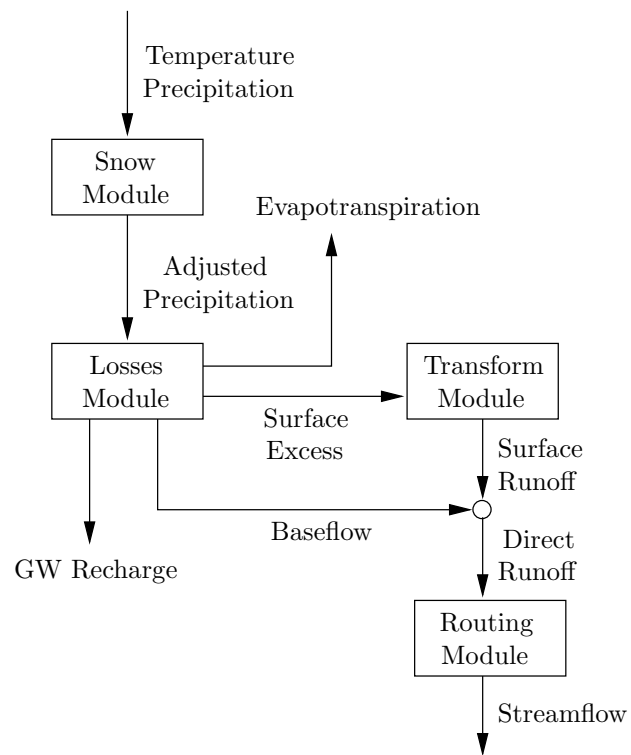 Temperature
Precipitation
Snow
Module
Evapotranspiration
Adjusted
Precipitation
Losses
Module
Transform
Module
Surface
Excess
Surface
Runoff
Baseflow
Direct
Runoff
GW Recharge
Routing
Module
Streamflow